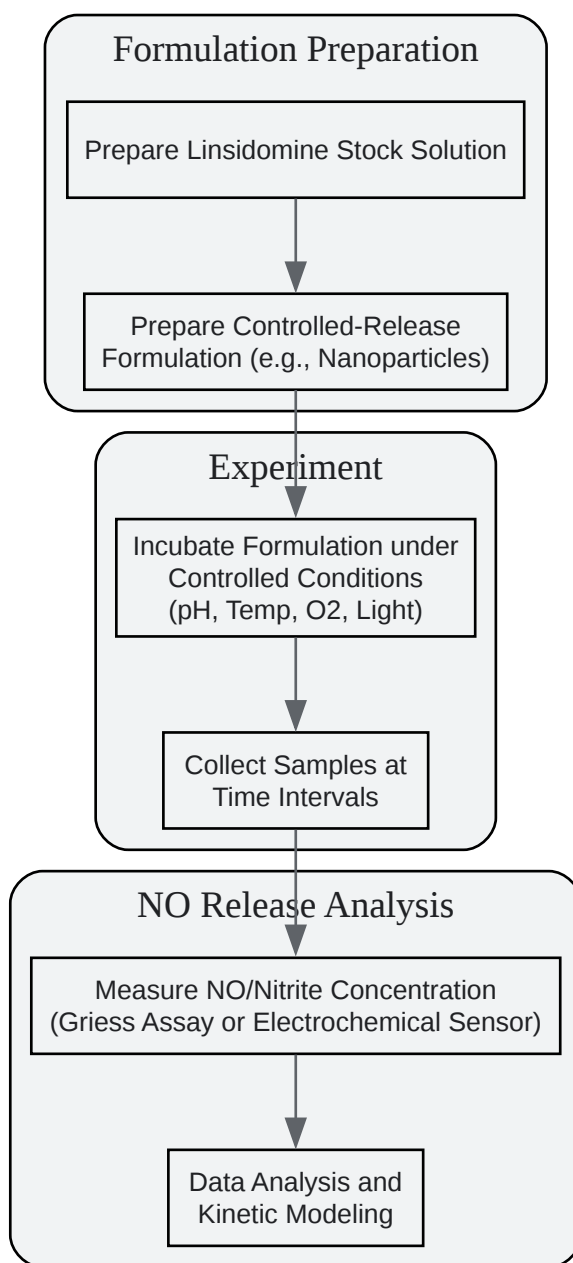 Formulation Preparation
Prepare Linsidomine Stock Solution
Prepare Controlled-Release
Formulation (e.g., Nanoparticles)
Experiment
Incubate Formulation under
Controlled Conditions
(pH, Temp, O2, Light)
Collect Samples at
Time Intervals
NO Release Analysis
Measure NO/Nitrite Concentration
(Griess Assay or Electrochemical Sensor)
Data Analysis and
Kinetic Modeling